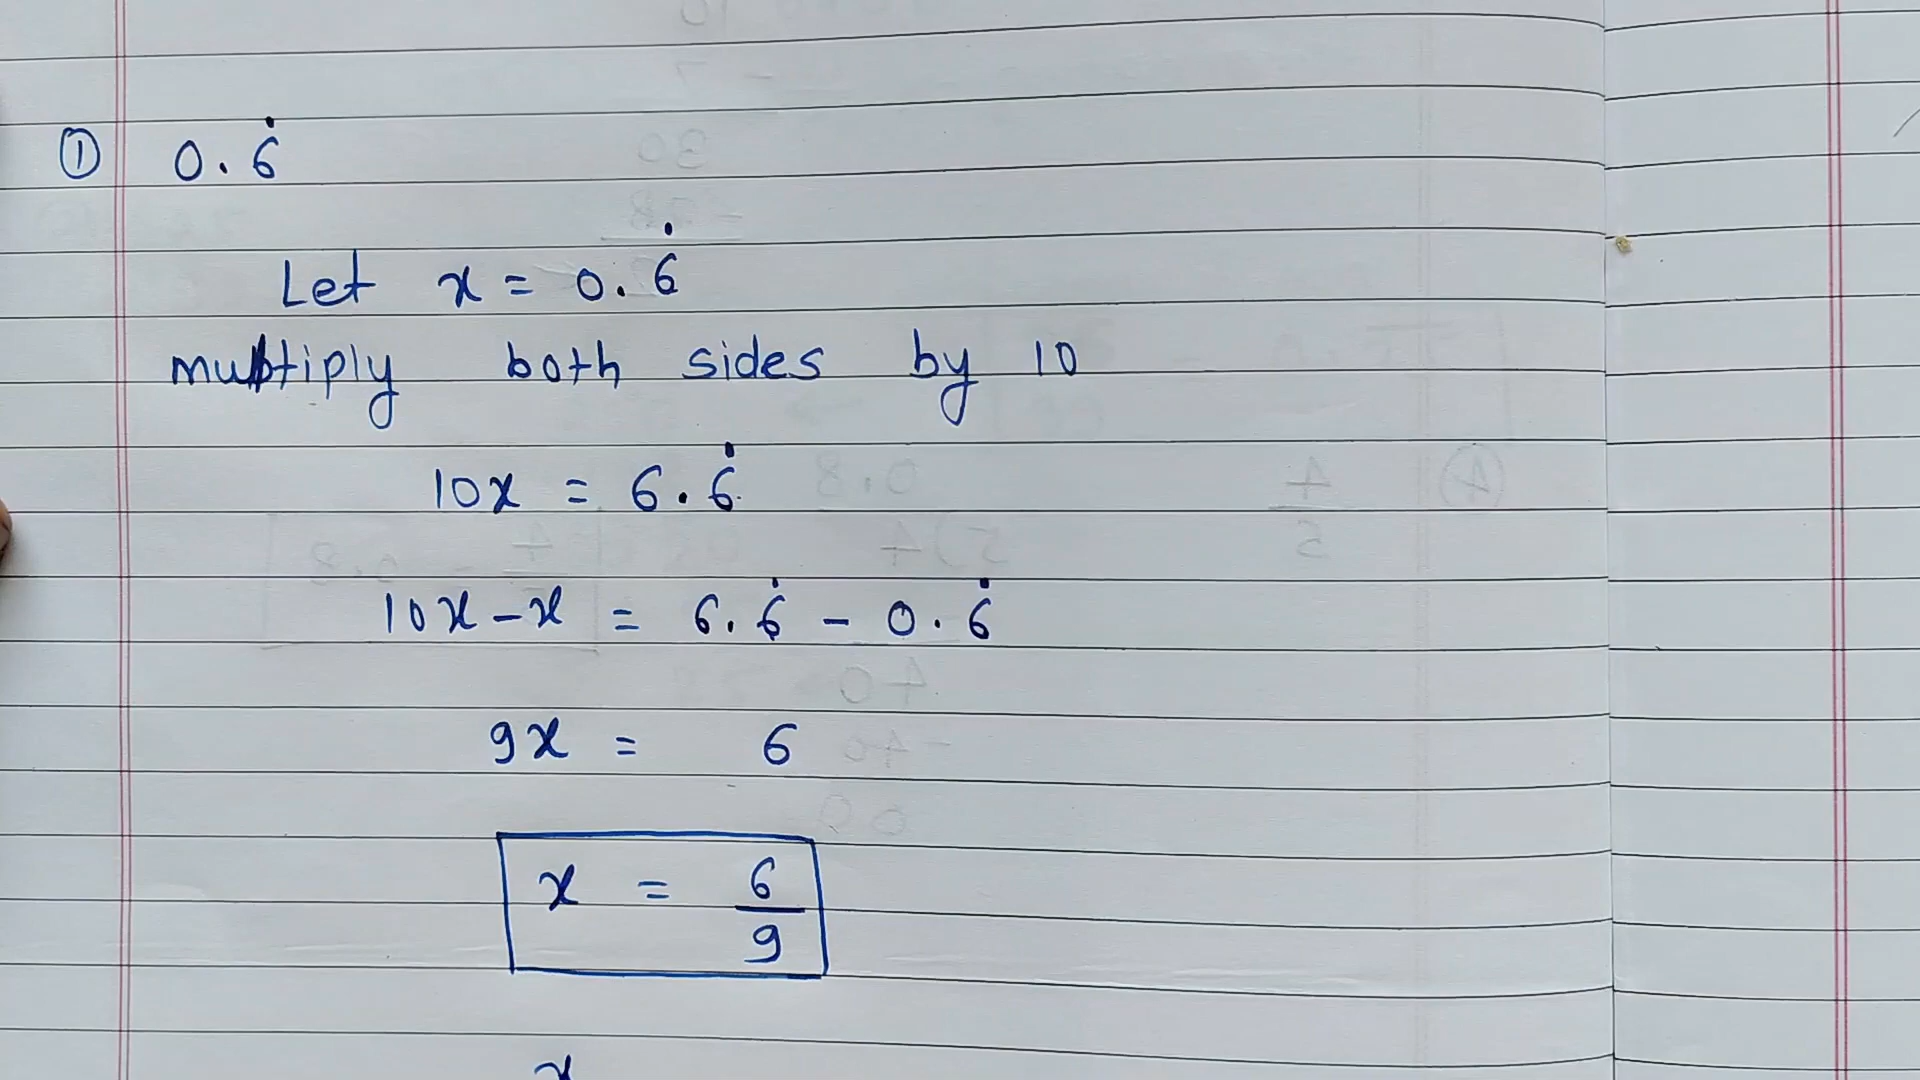 ① 0.6̇
Let x = 0.6̇
multiply both sides by 10
10x = 6.6̇
10x - x = 6.6̇ - 0.6̇
9x = 6
x = 6/9
x